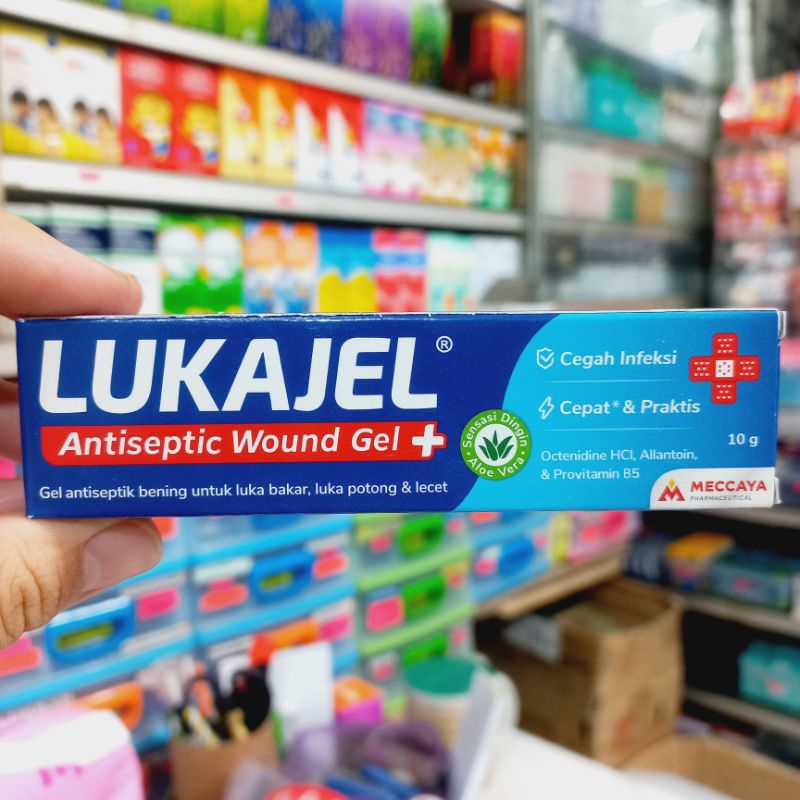 LUKAJEL®
Antiseptic Wound Gel +
Gel antiseptik bening untuk luka bakar, luka potong & lecet
Sensasi Dingin
Aloe Vera
Cegah Infeksi
Cepat* & Praktis
10 g
Octenidine HCl, Allantoin,
& Provitamin B5
MECCAYA
PHARMACEUTICAL